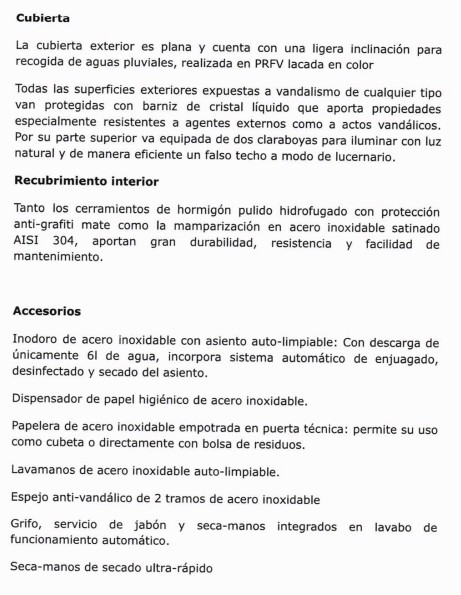 Cubierta
La cubierta exterior es plana y cuenta con una ligera inclinación para
recogida de aguas pluviales, realizada en PRFV lacada en color
Todas las superficies exteriores expuestas a vandalismo de cualquier tipo
van protegidas con barniz de cristal líquido que aporta propiedades
especialmente resistentes a agentes externos como a actos vandálicos.
Por su parte superior va equipada de dos claraboyas para iluminar con luz
natural y de manera eficiente un falso techo a modo de lucernario.
Recubrimiento interior
Tanto los cerramientos de hormigón pulido hidrofugado con protección
anti-grafiti mate como la mamparización en acero inoxidable satinado
AISI 304, aportan gran durabilidad, resistencia y facilidad de
mantenimiento.
Accesorios
Inodoro de acero inoxidable con asiento auto-limpiable: Con descarga de
únicamente 6l de agua, incorpora sistema automático de enjuagado,
desinfectado y secado del asiento.
Dispensador de papel higiénico de acero inoxidable.
Papelera de acero inoxidable empotrada en puerta técnica: permite su uso
como cubeta o directamente con bolsa de residuos.
Lavamanos de acero inoxidable auto-limpiable.
Espejo anti-vandálico de 2 tramos de acero inoxidable
Grifo, servicio de jabón y seca-manos integrados en lavabo de
funcionamiento automático.
Seca-manos de secado ultra-rápido